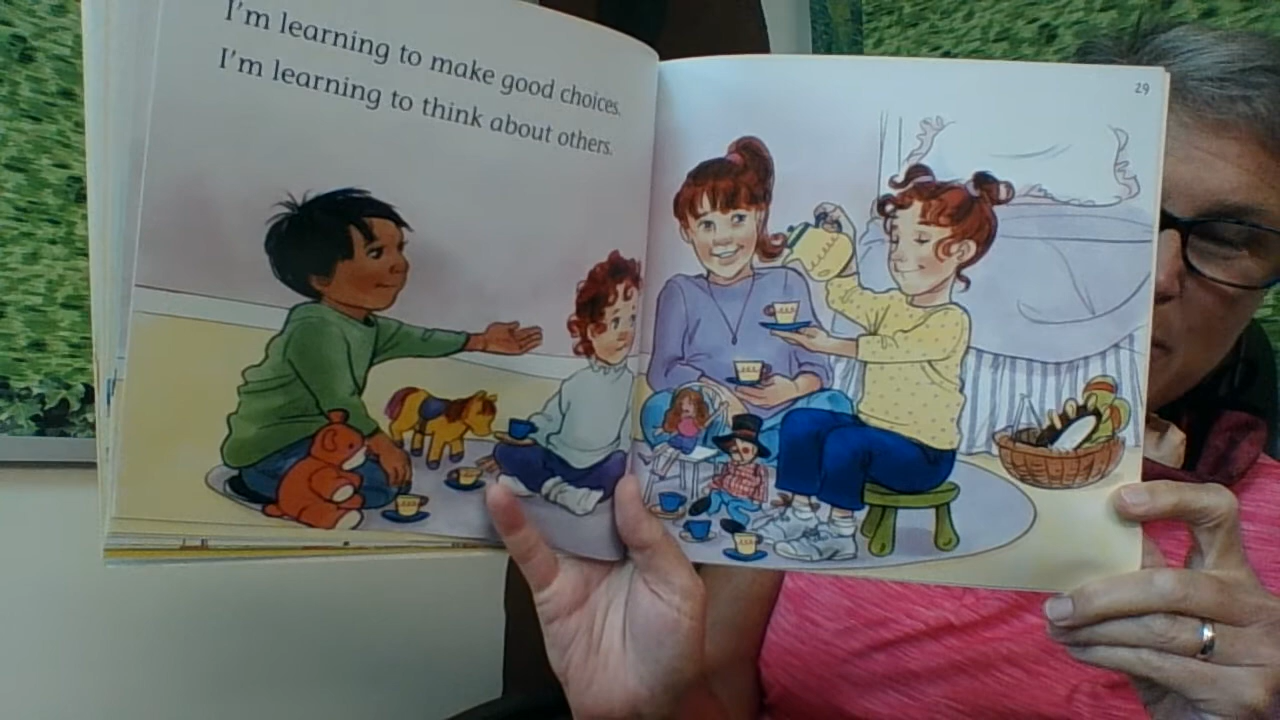 I'm learning to make good choices.
I'm learning to think about others.
29